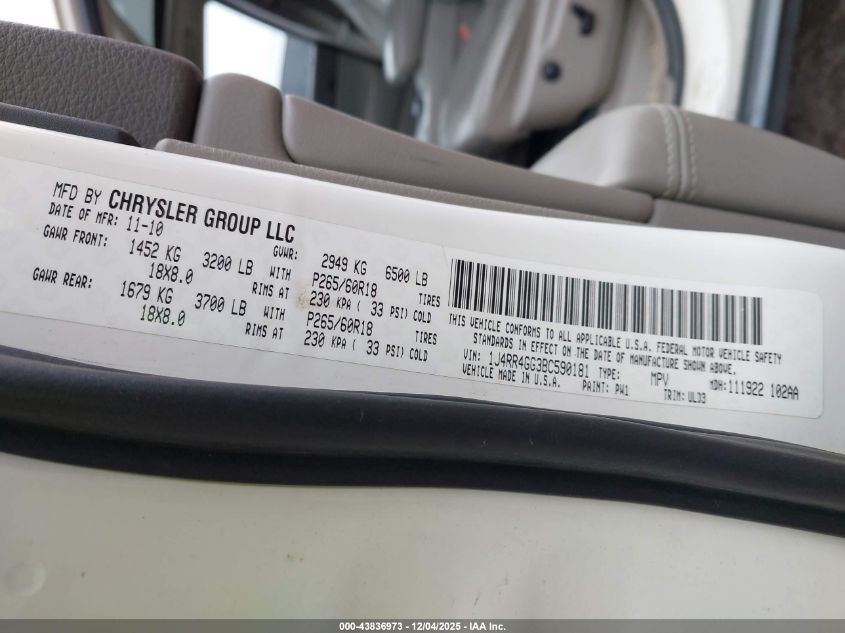 MFD BY CHRYSLER GROUP LLC
DATE OF MFR: 11-10 GVWR: 2949 KG 6500 LB
GAWR FRONT: 1452 KG 3200 LB WITH P265/60R18 TIRES
18X8.0 RIMS AT 230 KPA ( 33 PSI) COLD
GAWR REAR: 1679 KG 3700 LB WITH P265/60R18 TIRES
18X8.0 RIMS AT 230 KPA ( 33 PSI) COLD
THIS VEHICLE CONFORMS TO ALL APPLICABLE U.S.A. FEDERAL MOTOR VEHICLE SAFETY
STANDARDS IN EFFECT ON THE DATE OF MANUFACTURE SHOWN ABOVE.
VIN: 1J4RR4GG3BC590181 TYPE: MPV MDH: 111922 102AA
VEHICLE MADE IN U.S.A. PAINT: PW1 TRIM: ULD3
000-43836973 - 12/04/2025 - IAA Inc.